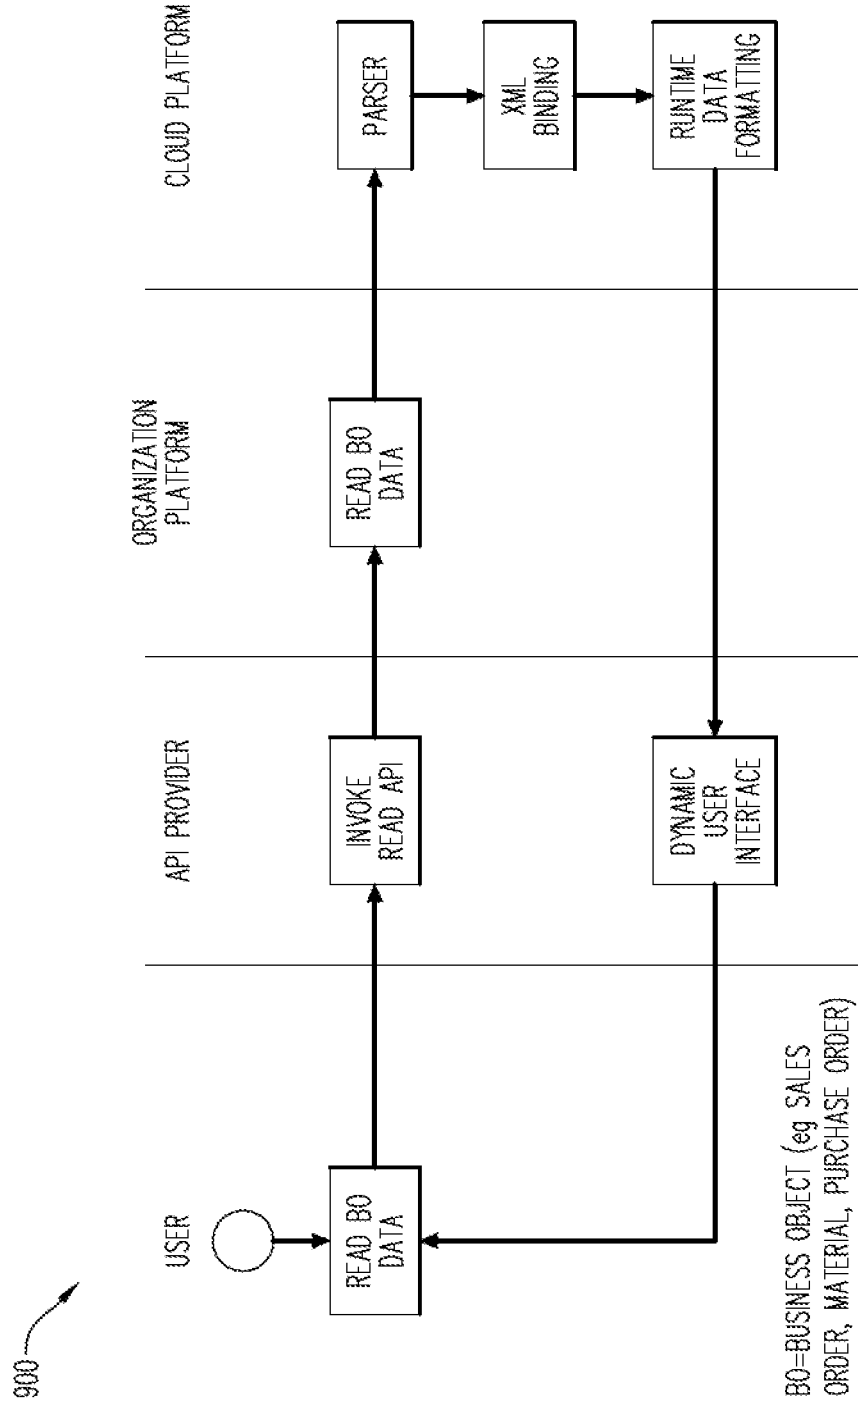 900
USER
API PROVIDER
ORGANIZATION
PLATFORM
CLOUD PLATFORM
READ BO
DATA
INVOKE
READ API
READ BO
DATA
PARSER
XML
BINDING
RUNTIME
DATA
FORMATTING
DYNAMIC
USER
INTERFACE
BO=BUSINESS OBJECT (eg SALES
ORDER, MATERIAL, PURCHASE ORDER)